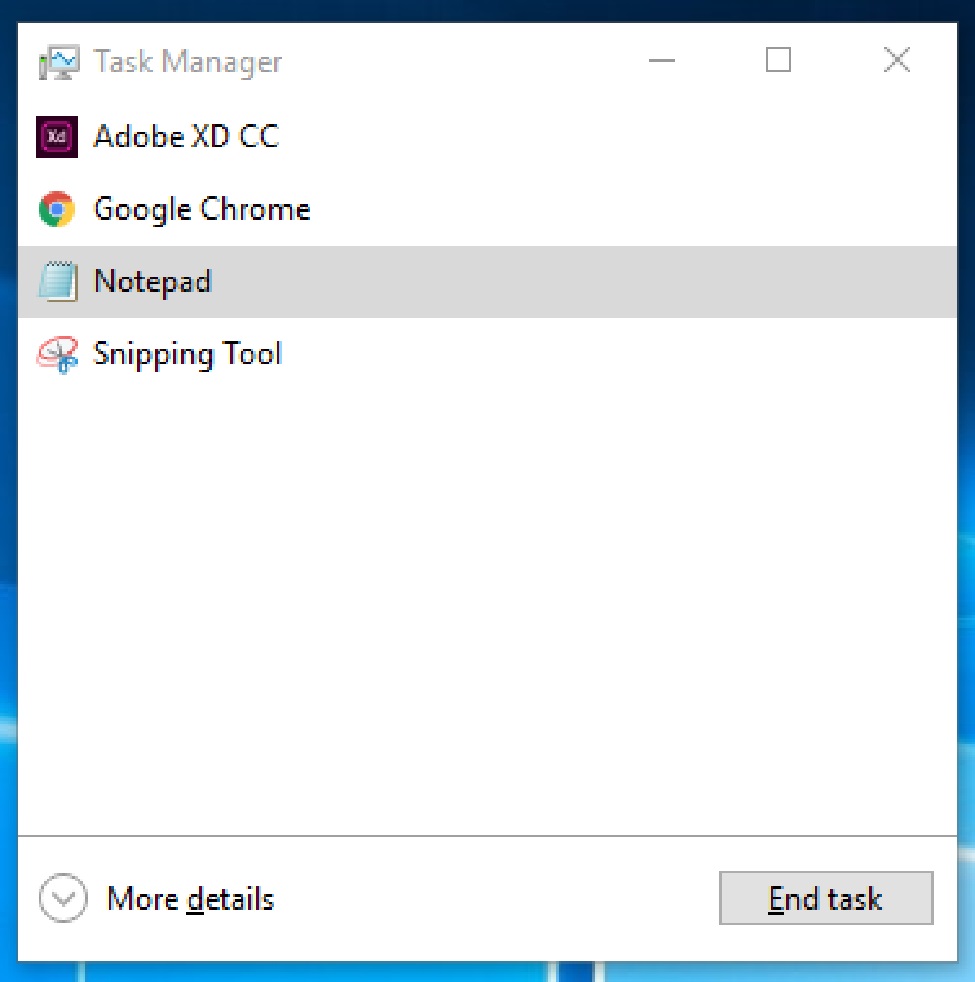 Task Manager
Xd Adobe XD CC
Google Chrome
Notepad
Snipping Tool
More details
End task